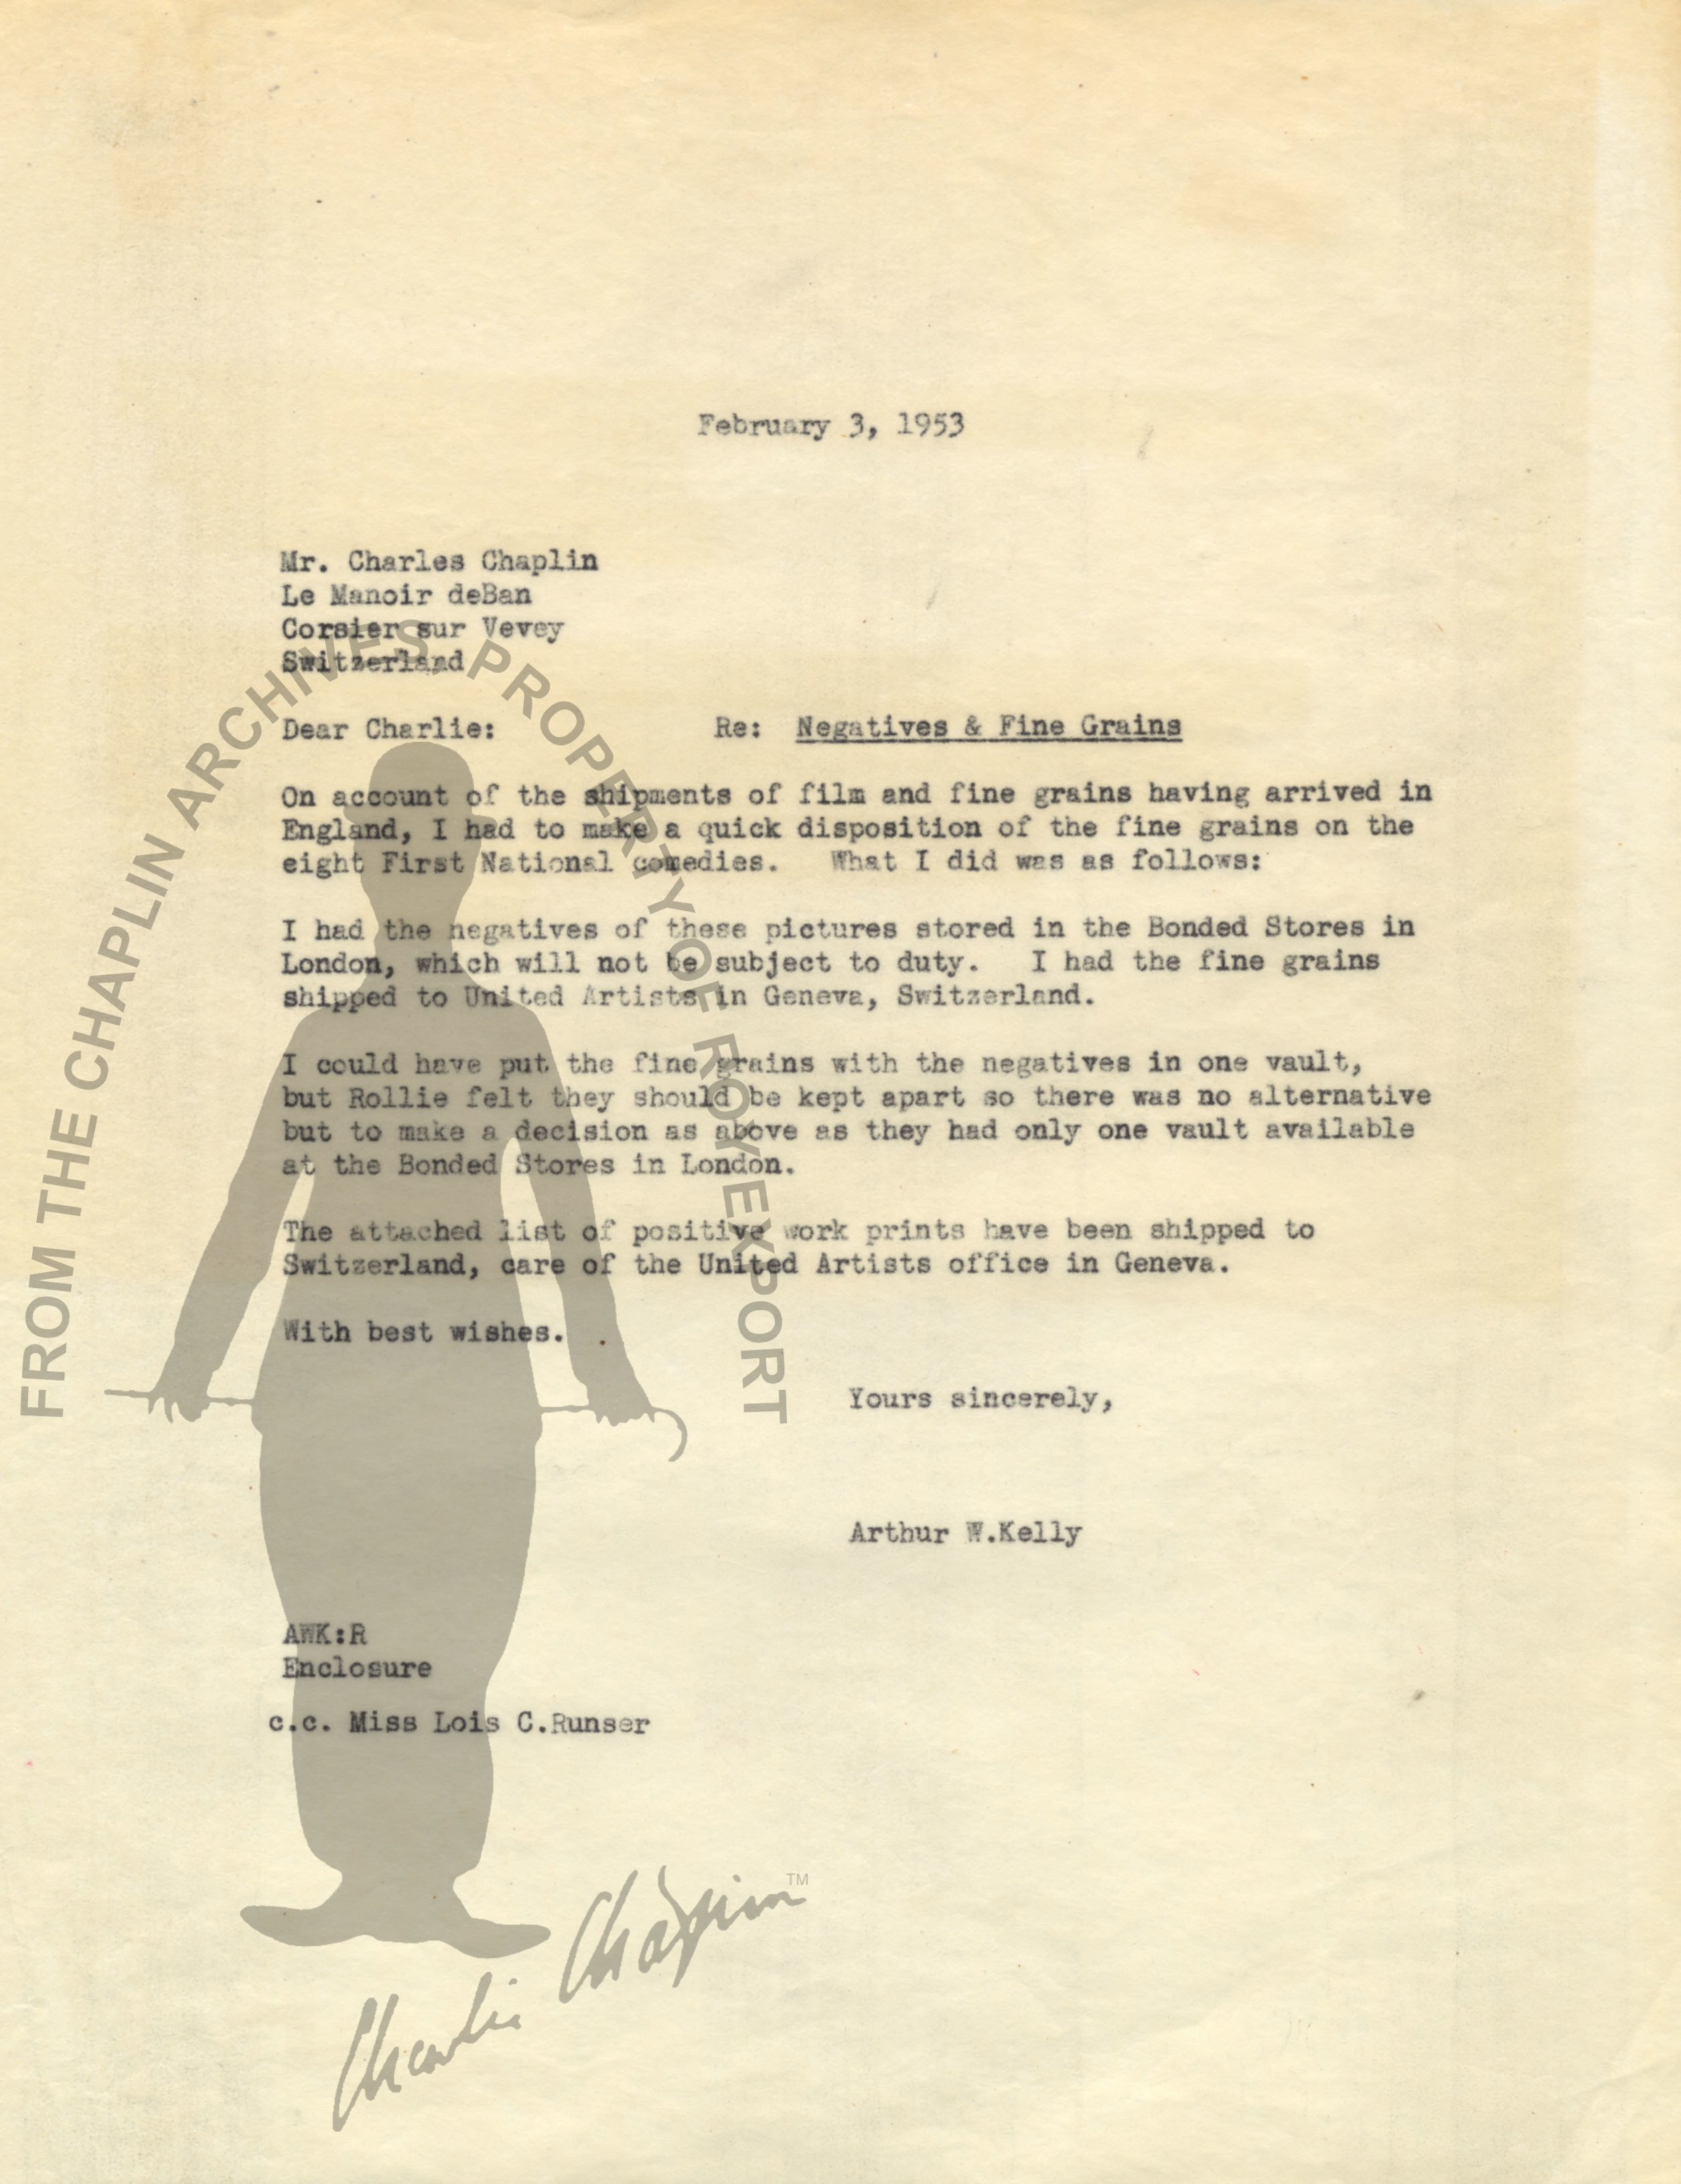 February 3, 1953
Mr. Charles Chaplin
Le Manoir deBan
Corsier sur Vevey
Switzerland
Dear Charlie: Re: Negatives & Fine Grains
On account of the shipments of film and fine grains having arrived in
England, I had to make a quick disposition of the fine grains on the
eight First National comedies. What I did was as follows:
I had the negatives of these pictures stored in the Bonded Stores in
London, which will not be subject to duty. I had the fine grains
shipped to United Artists in Geneva, Switzerland.
I could have put the fine grains with the negatives in one vault,
but Rollie felt they should be kept apart so there was no alternative
but to make a decision as above as they had only one vault available
at the Bonded Stores in London.
The attached list of positive work prints have been shipped to
Switzerland, care of the United Artists office in Geneva.
With best wishes.
Yours sincerely,
Arthur W.Kelly
AWK:R
Enclosure
c.c. Miss Lois C.Runser
FROM THE CHAPLIN ARCHIVES, PROPERTY OF ROY EXPORT
Charlie Chaplin TM